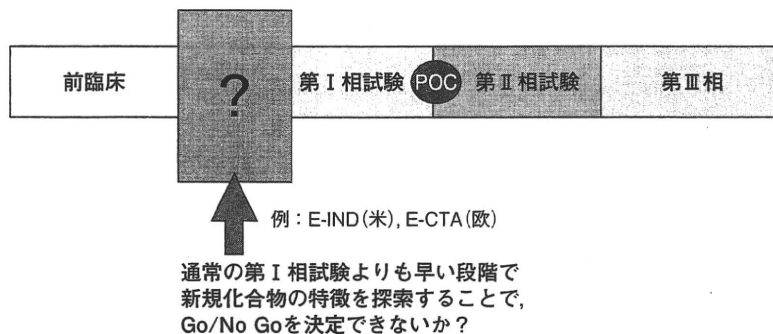 前臨床
?
第Ⅰ相試験
POC
第Ⅱ相試験
第Ⅲ相
例：E-IND（米），E-CTA（欧）
通常の第Ⅰ相試験よりも早い段階で
新規化合物の特徴を探索することで，
Go/No Goを決定できないか？